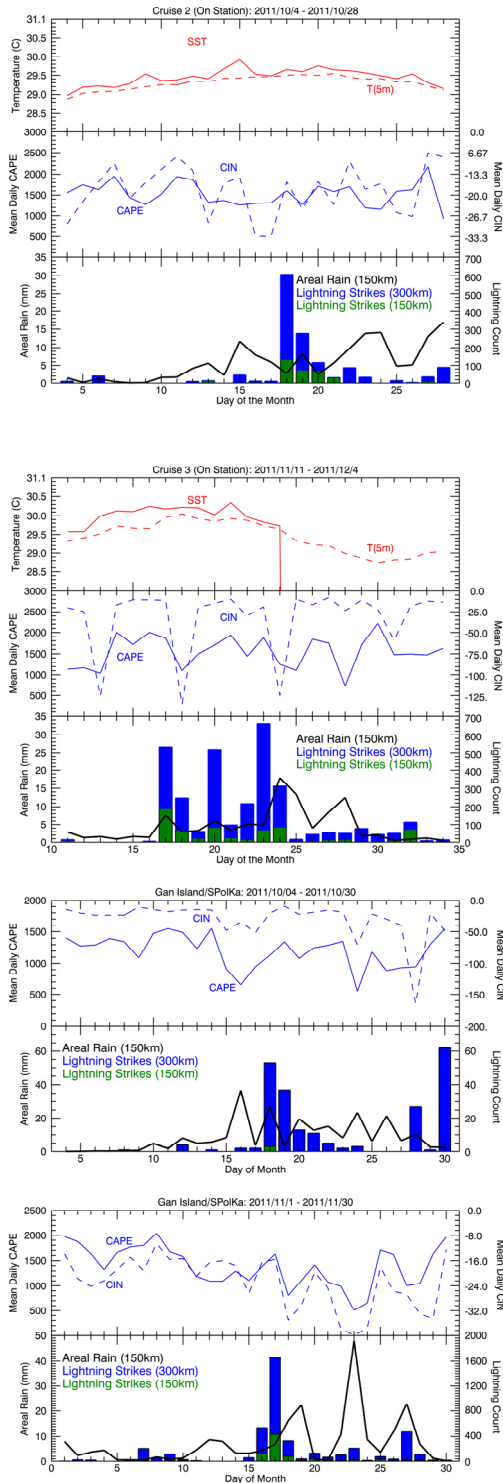 Cruise 2 (On Station): 2011/10/4 - 2011/10/28
31.1
30.5
30.0
29.5
29.0
28.5
Temperature (C)
SST
T(5m)
3000
2500
2000
1500
1000
500
Mean Daily CAPE
CIN
CAPE
0.0
-6.67
-13.3
-20.0
-26.7
-33.3
Mean Daily CIN
35
30
25
20
15
10
5
0
Areal Rain (mm)
Areal Rain (150km)
Lightning Strikes (300km)
Lightning Strikes (150km)
700
600
500
400
300
200
100
0
Lightning Count
5 10 15 20 25
Day of the Month
Cruise 3 (On Station): 2011/11/11 - 2011/12/4
31.1
30.5
30.0
29.5
29.0
28.5
Temperature (C)
SST
T(5m)
3000
2500
2000
1500
1000
500
Mean Daily CAPE
CIN
CAPE
0.0
-25.0
-50.0
-75.0
-100.
-125.
Mean Daily CIN
35
30
25
20
15
10
5
0
Areal Rain (mm)
Areal Rain (150km)
Lightning Strikes (300km)
Lightning Strikes (150km)
700
600
500
400
300
200
100
0
Lightning Count
10 15 20 25 30 35
Day of the Month
Gan Island/SPolKa: 2011/10/04 - 2011/10/30
2000
1500
1000
500
0
Mean Daily CAPE
CIN
CAPE
0.0
-50.0
-100.
-150.
-200.
Mean Daily CIN
60
40
20
0
Areal Rain (mm)
Areal Rain (150km)
Lightning Strikes (300km)
Lightning Strikes (150km)
60
40
20
0
Lightning Count
5 10 15 20 25 30
Day of Month
Gan Island/SPolKa: 2011/11/1 - 2011/11/30
2500
2000
1500
1000
500
Mean Daily CAPE
CAPE
CIN
0.0
-8.0
-16.0
-24.0
-32.0
Mean Daily CIN
50
40
30
20
10
0
Areal Rain (mm)
Areal Rain (150km)
Lightning Strikes (300km)
Lightning Strikes (150km)
2000
1600
1200
800
400
0
Lightning Count
0 5 10 15 20 25 30
Day of Month